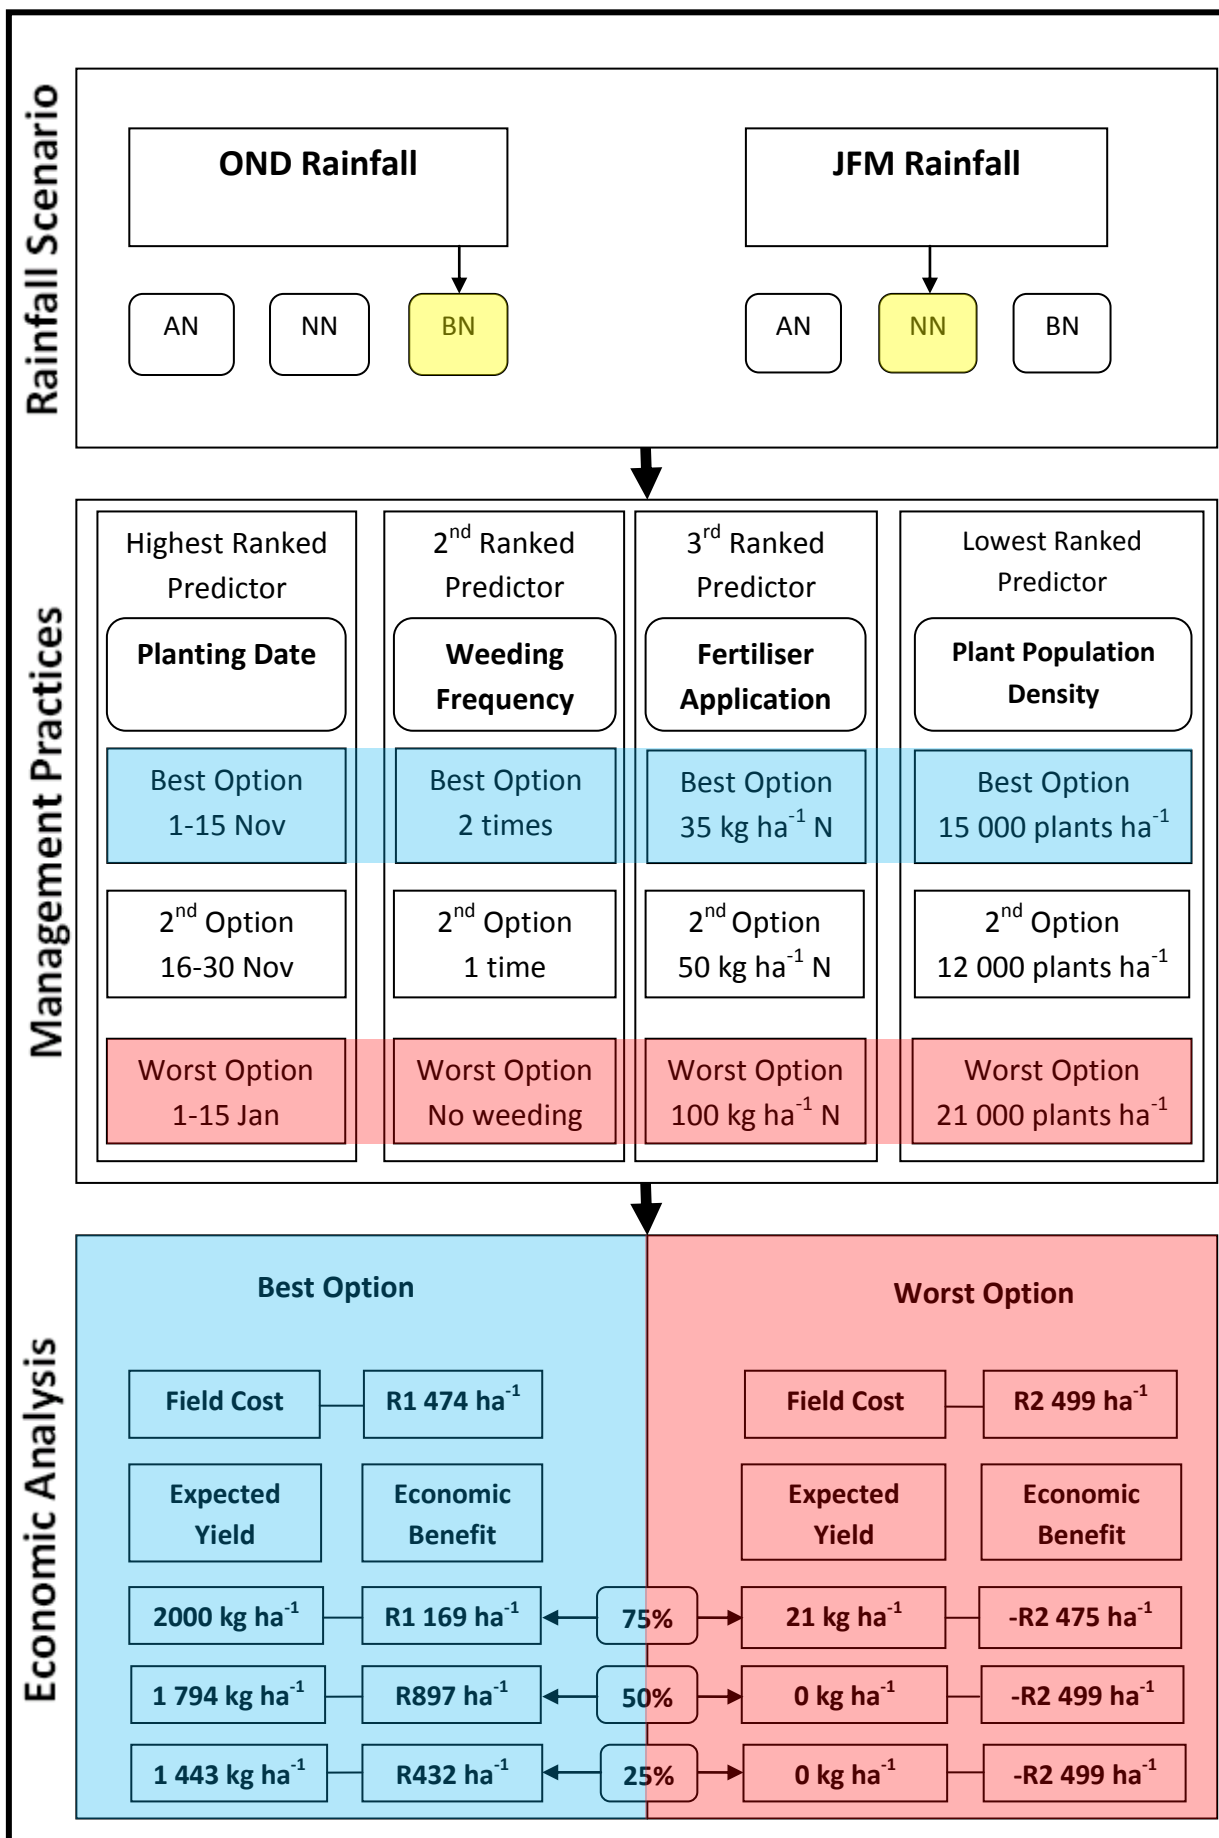 Rainfall Scenario
OND Rainfall
JFM Rainfall
AN
NN
BN
AN
NN
BN
Management Practices
Highest Ranked
Predictor
Planting Date
Best Option
1-15 Nov
2nd Option
16-30 Nov
Worst Option
1-15 Jan
2nd Ranked
Predictor
Weeding
Frequency
Best Option
2 times
2nd Option
1 time
Worst Option
No weeding
3rd Ranked
Predictor
Fertiliser
Application
Best Option
35 kg ha-1 N
2nd Option
50 kg ha-1 N
Worst Option
100 kg ha-1 N
Lowest Ranked
Predictor
Plant Population
Density
Best Option
15 000 plants ha-1
2nd Option
12 000 plants ha-1
Worst Option
21 000 plants ha-1
Economic Analysis
Best Option
Worst Option
Field Cost
R1 474 ha-1
Field Cost
R2 499 ha-1
Expected
Yield
Economic
Benefit
Expected
Yield
Economic
Benefit
2000 kg ha-1
R1 169 ha-1
75%
21 kg ha-1
-R2 475 ha-1
1 794 kg ha-1
R897 ha-1
50%
0 kg ha-1
-R2 499 ha-1
1 443 kg ha-1
R432 ha-1
25%
0 kg ha-1
-R2 499 ha-1